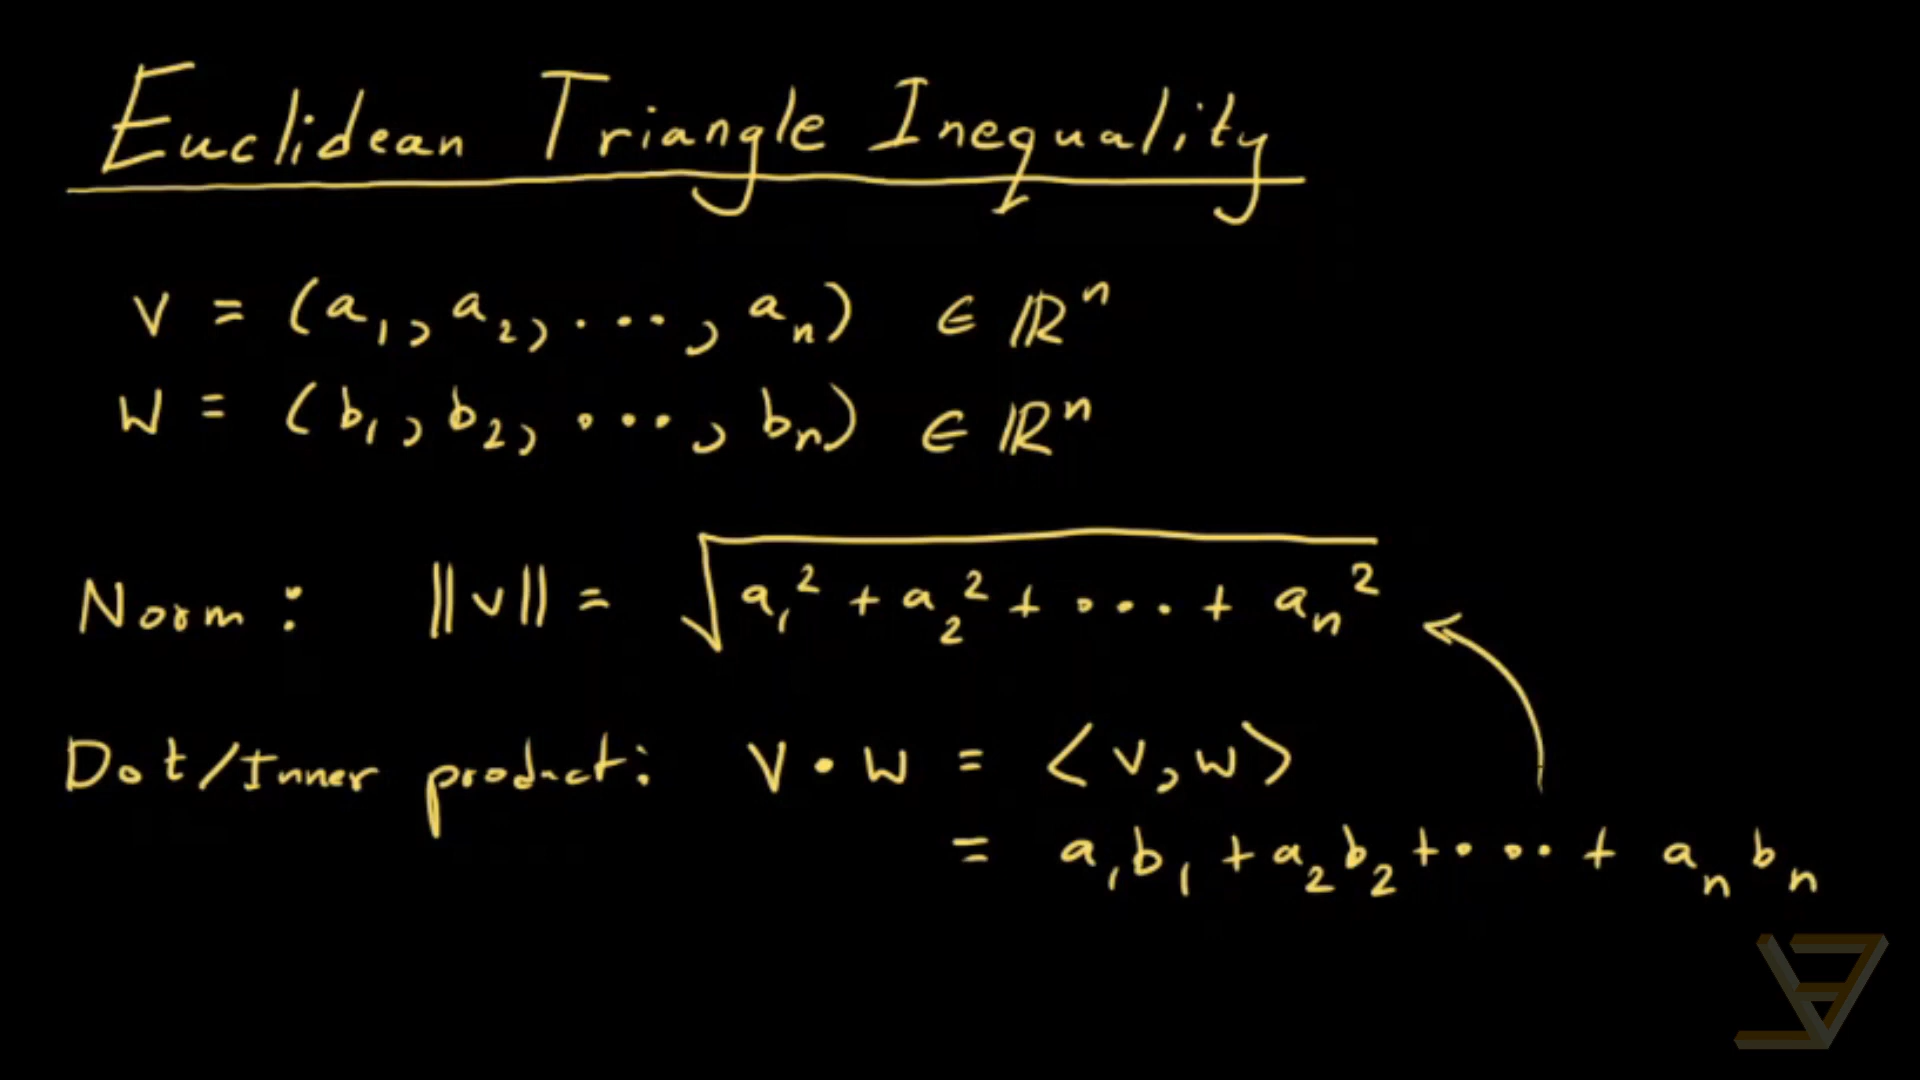 Euclidean Triangle Inequality
v = (a₁, a₂, ..., aₙ) ∈ ℝⁿ
w = (b₁, b₂, ..., bₙ) ∈ ℝⁿ
Norm: ||v|| = √(a₁² + a₂² + ... + aₙ²)
Dot/Inner product: v • w = <v, w>
= a₁b₁ + a₂b₂ + ... + aₙbₙ